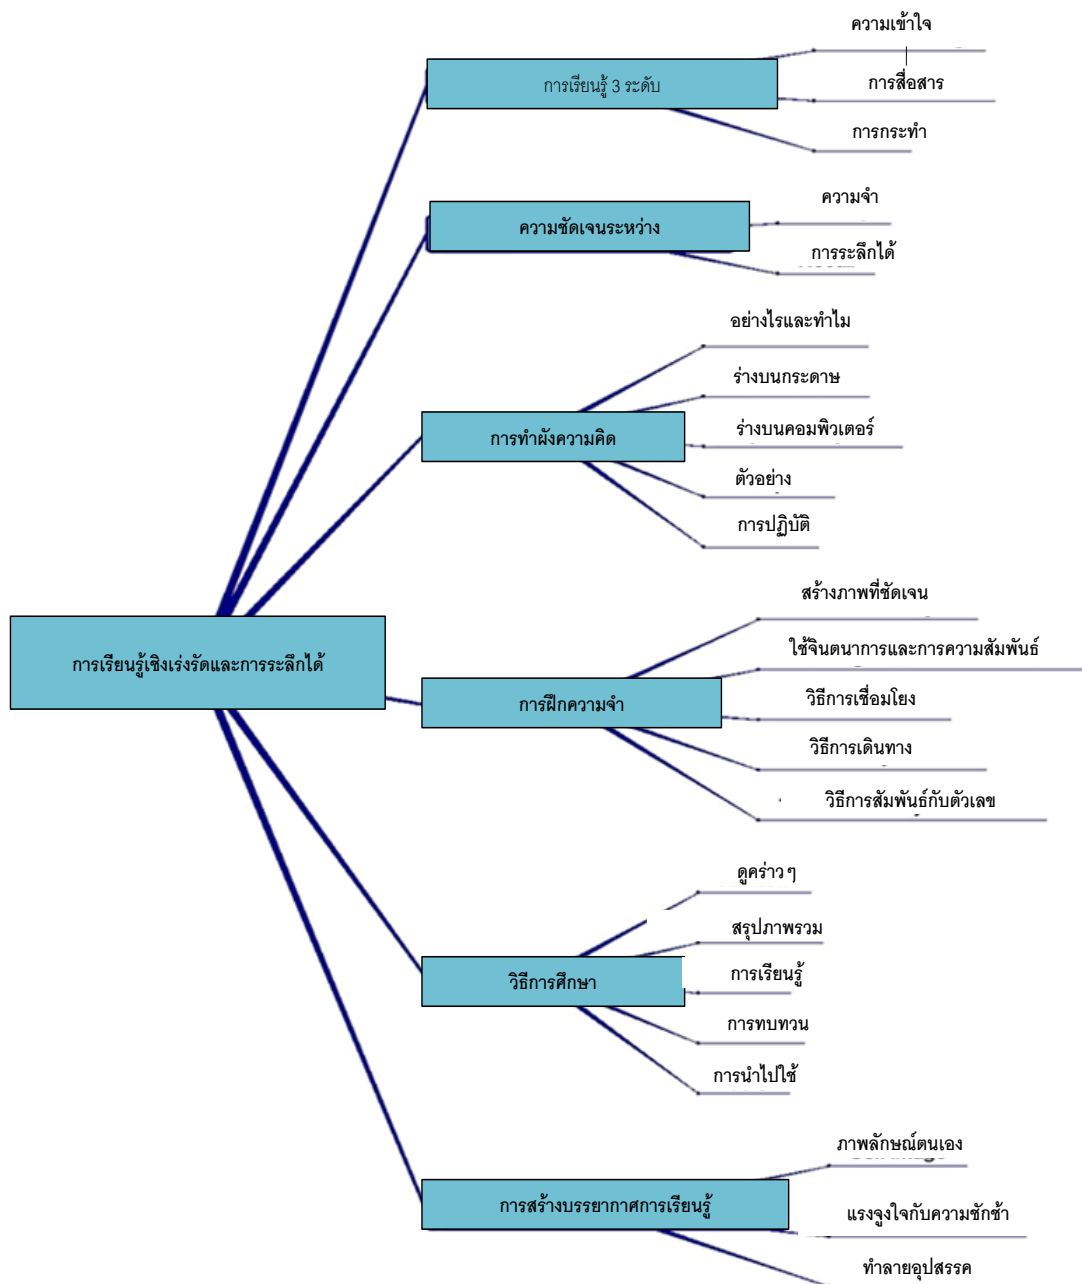 ความเข้าใจ
การเรียนรู้ 3 ระดับ
การสื่อสาร
การกระทำ
ความจำ
ความชัดเจนระหว่าง
การระลึกได้
อย่างไรและทำไม
ร่างบนกระดาษ
การทำผังความคิด
ร่างบนคอมพิวเตอร์
ตัวอย่าง
การปฏิบัติ
การเรียนรู้เชิงเร่งรัดและการระลึกได้
สร้างภาพที่ชัดเจน
ใช้จินตนาการและการความสัมพันธ์
การฝึกความจำ
วิธีการเชื่อมโยง
วิธีการเดินทาง
วิธีการสัมพันธ์กับตัวเลข
ดูคร่าว ๆ
สรุปภาพรวม
วิธีการศึกษา
การเรียนรู้
การทบทวน
การนำไปใช้
ภาพลักษณ์ตนเอง
การสร้างบรรยากาศการเรียนรู้
แรงจูงใจกับความชักช้า
ทำลายอุปสรรค